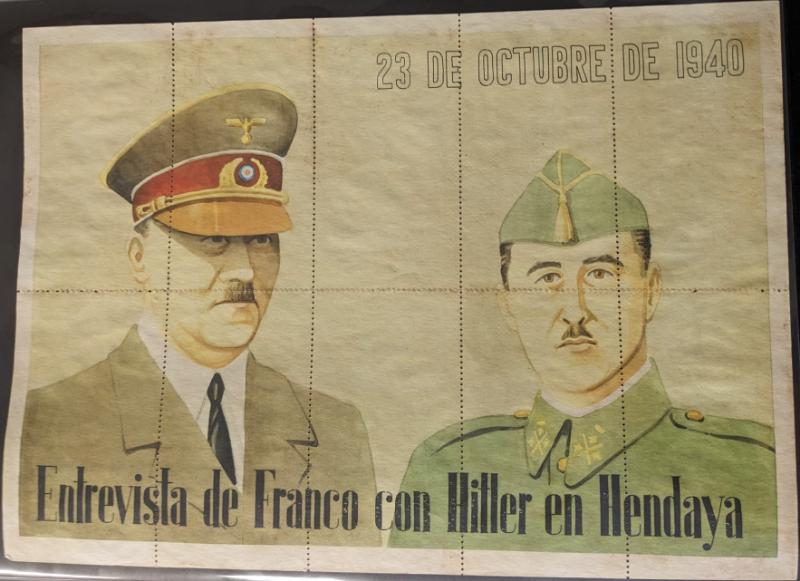 23 DE OCTUBRE DE 1940
Entrevista de Franco con Hitler en Hendaya